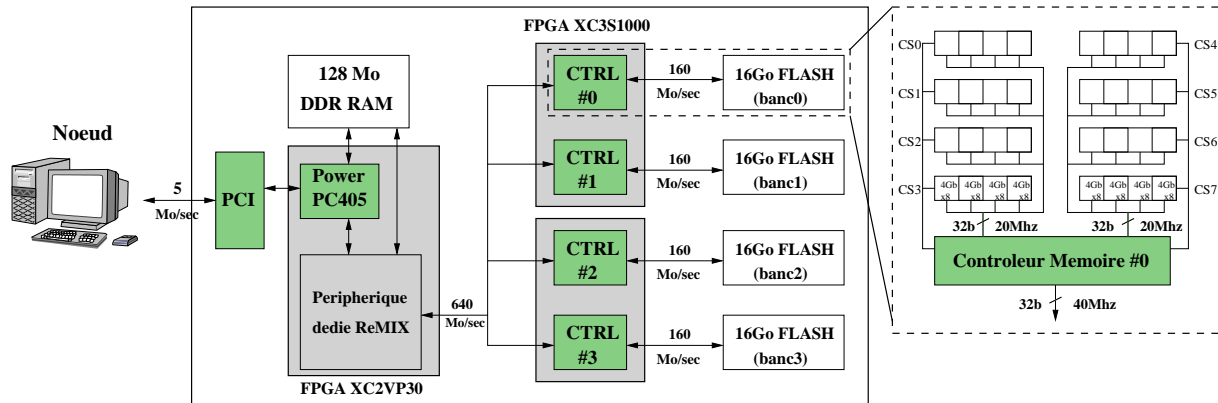 Noeud
5
Mo/sec
PCI
128 Mo
DDR RAM
Power
PC405
Peripherique
dedie ReMIX
FPGA XC2VP30
640
Mo/sec
FPGA XC3S1000
CTRL
#0
160
Mo/sec
16Go FLASH
(banc0)
CTRL
#1
160
Mo/sec
16Go FLASH
(banc1)
CTRL
#2
160
Mo/sec
16Go FLASH
(banc2)
CTRL
#3
160
Mo/sec
16Go FLASH
(banc3)
CS0
CS4
CS1
CS5
CS2
CS6
CS3
4Gb 4Gb 4Gb 4Gb
x8 x8 x8 x8
4Gb 4Gb 4Gb 4Gb
x8 x8 x8 x8
CS7
32b 20Mhz
32b 20Mhz
Controleur Memoire #0
32b 40Mhz